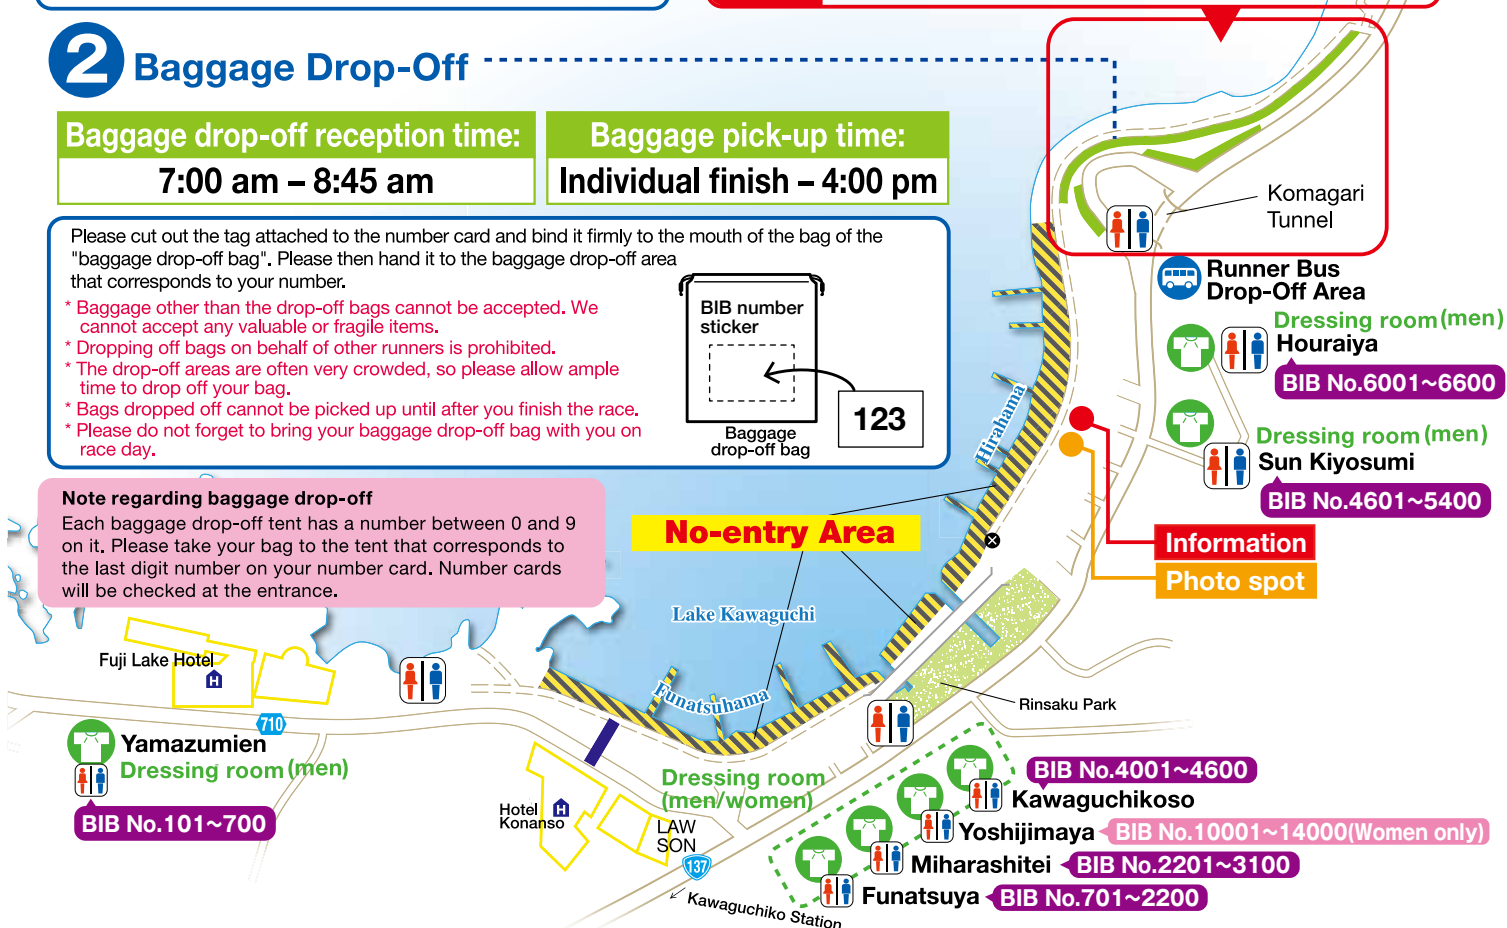 2 Baggage Drop-Off
Baggage drop-off reception time:
7:00 am – 8:45 am
Baggage pick-up time:
Individual finish – 4:00 pm
Please cut out the tag attached to the number card and bind it firmly to the mouth of the bag of the
"baggage drop-off bag". Please then hand it to the baggage drop-off area
that corresponds to your number.
* Baggage other than the drop-off bags cannot be accepted. We
cannot accept any valuable or fragile items.
* Dropping off bags on behalf of other runners is prohibited.
* The drop-off areas are often very crowded, so please allow ample
time to drop off your bag.
* Bags dropped off cannot be picked up until after you finish the race.
* Please do not forget to bring your baggage drop-off bag with you on
race day.
BIB number
sticker
123
Baggage
drop-off bag
Note regarding baggage drop-off
Each baggage drop-off tent has a number between 0 and 9
on it. Please take your bag to the tent that corresponds to
the last digit number on your number card. Number cards
will be checked at the entrance.
Komagari
Tunnel
Runner Bus
Drop-Off Area
Dressing room (men)
Houraiya
BIB No.6001~6600
Dressing room (men)
Sun Kiyosumi
BIB No.4601~5400
Hirahama
No-entry Area
Information
Photo spot
Lake Kawaguchi
Funatsuhama
Rinsaku Park
Fuji Lake Hotel
H
710
Yamazumien
Dressing room (men)
BIB No.101~700
Hotel
Konanso
H
LAW
SON
137
Kawaguchiko Station
Dressing room
(men/women)
BIB No.4001~4600
Kawaguchikoso
Yoshijimaya
BIB No.10001~14000(Women only)
Miharashitei
BIB No.2201~3100
Funatsuya
BIB No.701~2200